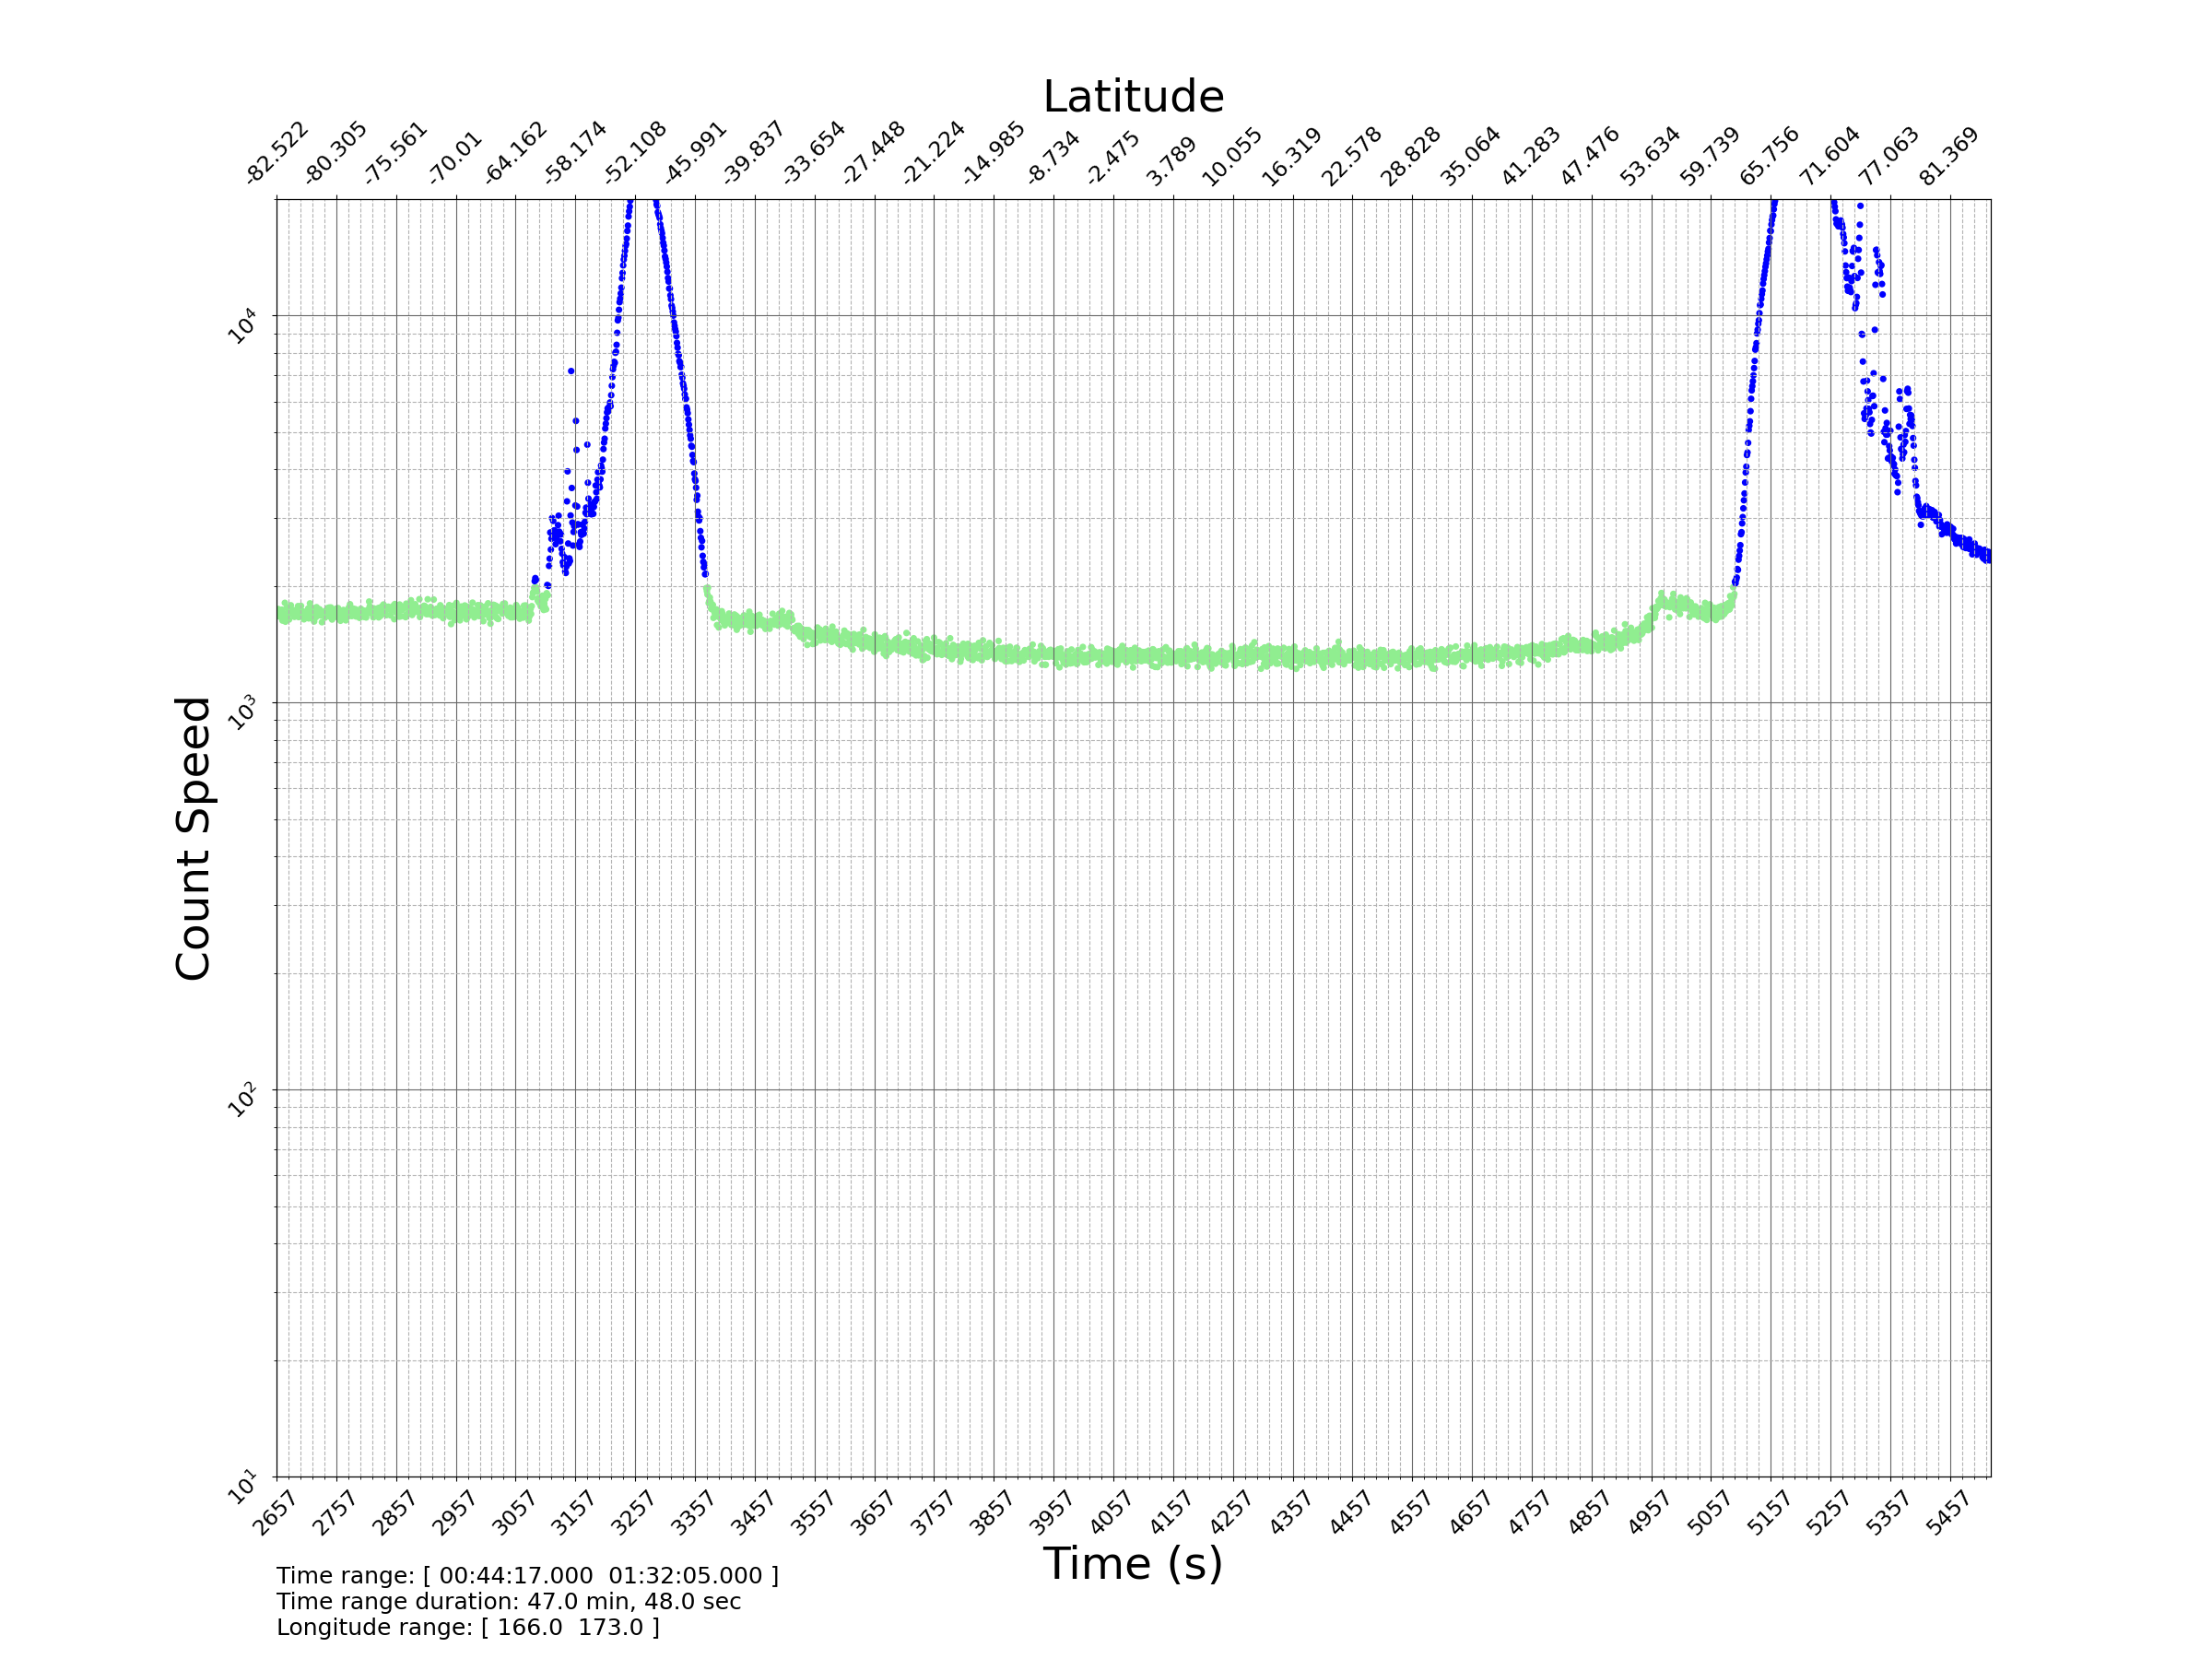 Latitude
-82.522 -80.305 -75.561 -70.01 -64.162 -58.174 -52.108 -45.991 -39.837 -33.654 -27.448 -21.224 -14.985 -8.734 -2.475 3.789 10.055 16.319 22.578 28.828 35.064 41.283 47.476 53.634 59.739 65.756 71.604 77.063 81.369
10⁴
10³
Count Speed
10²
10¹
2657 2757 2857 2957 3057 3157 3257 3357 3457 3557 3657 3757 3857 3957 4057 4157 4257 4357 4457 4557 4657 4757 4857 4957 5057 5157 5257 5357 5457
Time (s)
Time range: [ 00:44:17.000  01:32:05.000 ]
Time range duration: 47.0 min, 48.0 sec
Longitude range: [ 166.0  173.0 ]